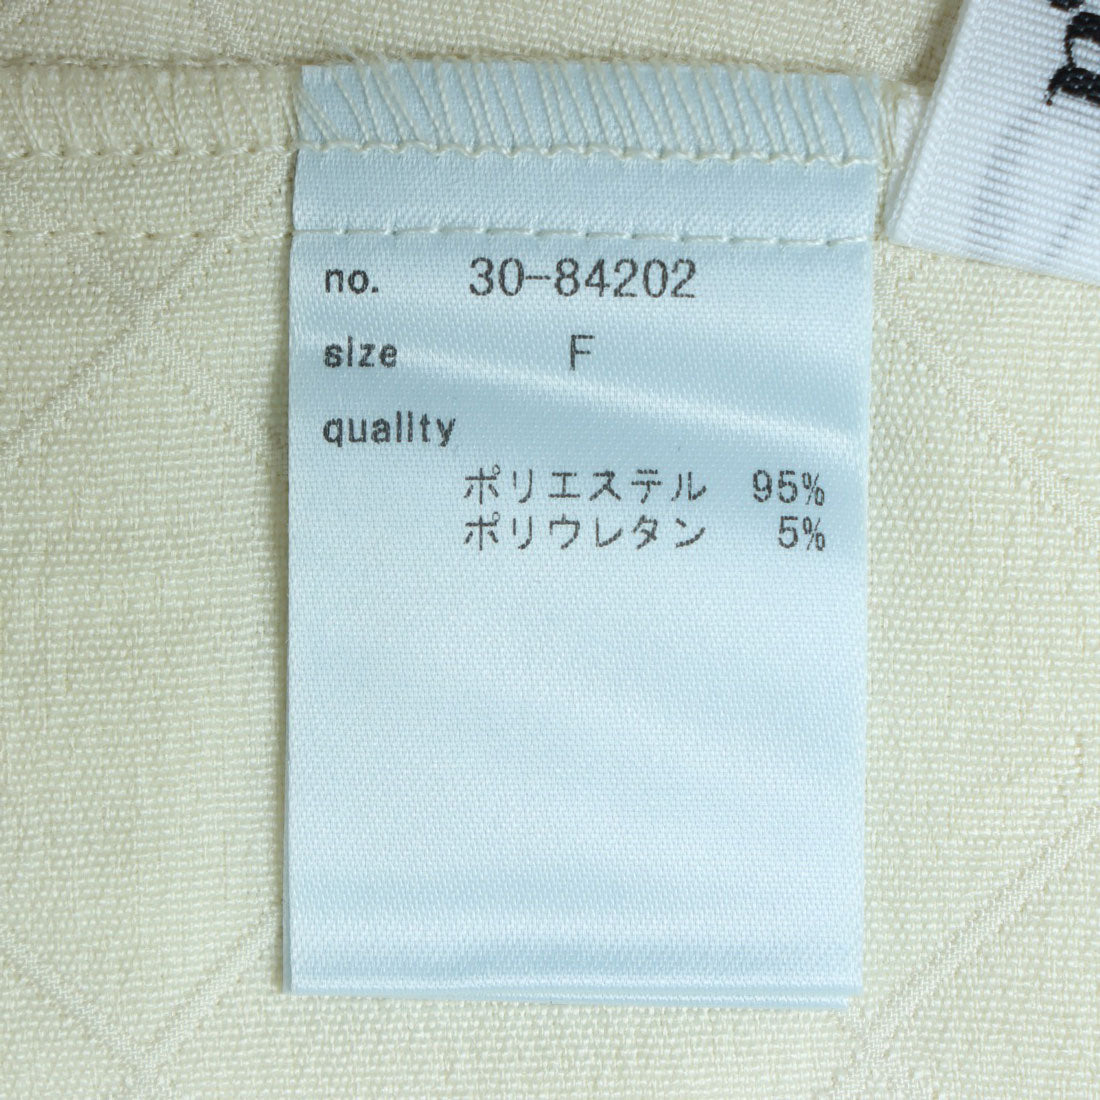 no. 30-84202
size F
quality
ポリエステル 95%
ポリウレタン 5%